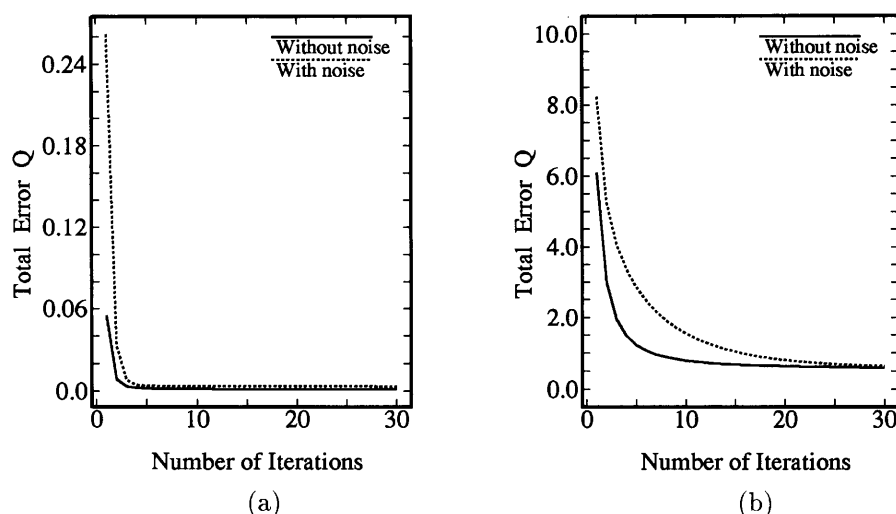 Without noise
With noise
0.24
0.18
0.12
0.06
0.0
Total Error Q
0
10
20
30
Number of Iterations
(a)
Without noise
With noise
10.0
8.0
6.0
4.0
2.0
0.0
Total Error Q
0
10
20
30
Number of Iterations
(b)